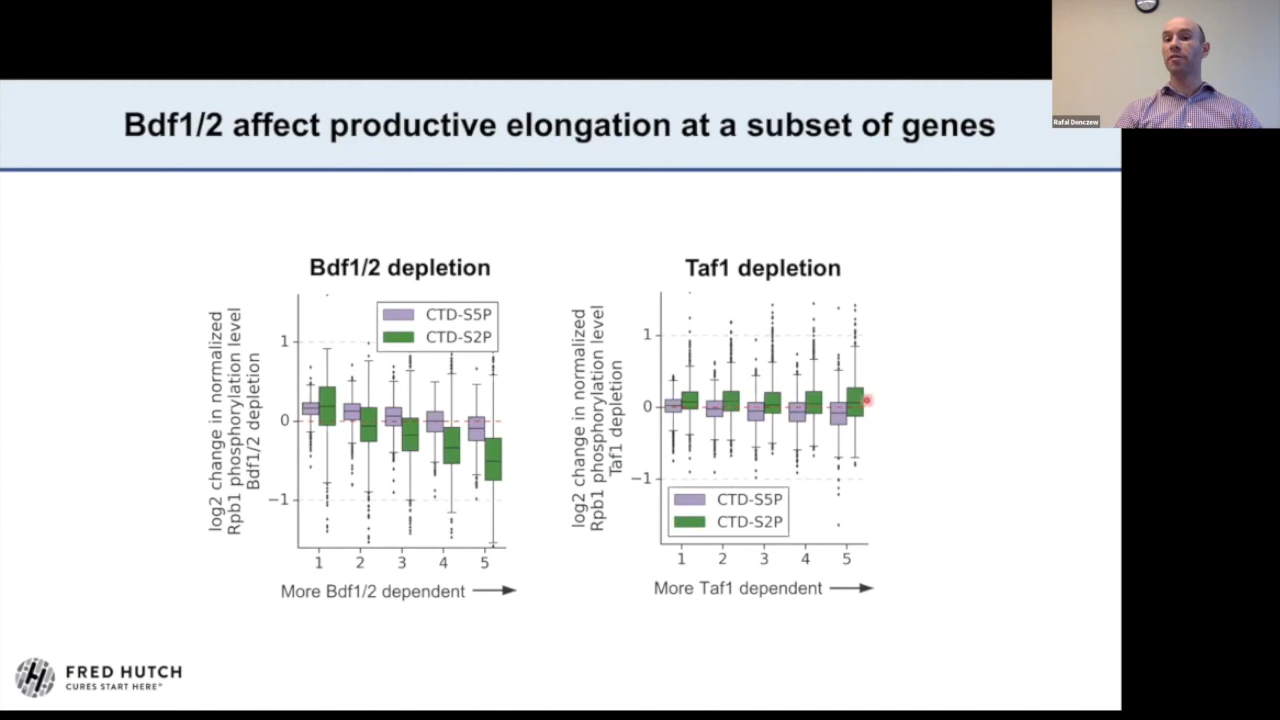 Rafal Donczew
Bdf1/2 affect productive elongation at a subset of genes
Bdf1/2 depletion
log2 change in normalized
Rpb1 phosphorylation level
Bdf1/2 depletion
CTD-S5P
CTD-S2P
1
0
−1
1 2 3 4 5
More Bdf1/2 dependent
Taf1 depletion
log2 change in normalized
Rpb1 phosphorylation level
Taf1 depletion
1
0
−1
CTD-S5P
CTD-S2P
1 2 3 4 5
More Taf1 dependent
FRED HUTCH
CURES START HERE™